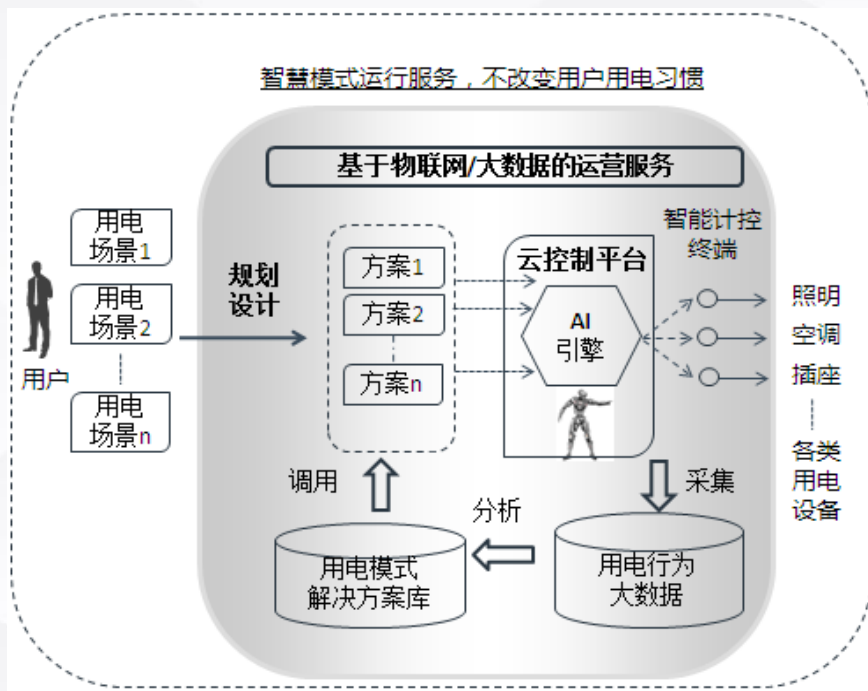 智慧模式运行服务，不改变用户用电习惯
基于物联网/大数据的运营服务
用电
场景1
用电
场景2
用电
场景n
用户
规划
设计
方案1
方案2
方案n
云控制平台
AI
引擎
智能计控
终端
照明
空调
插座
各类
用电
设备
调用
分析
采集
用电模式
解决方案库
用电行为
大数据